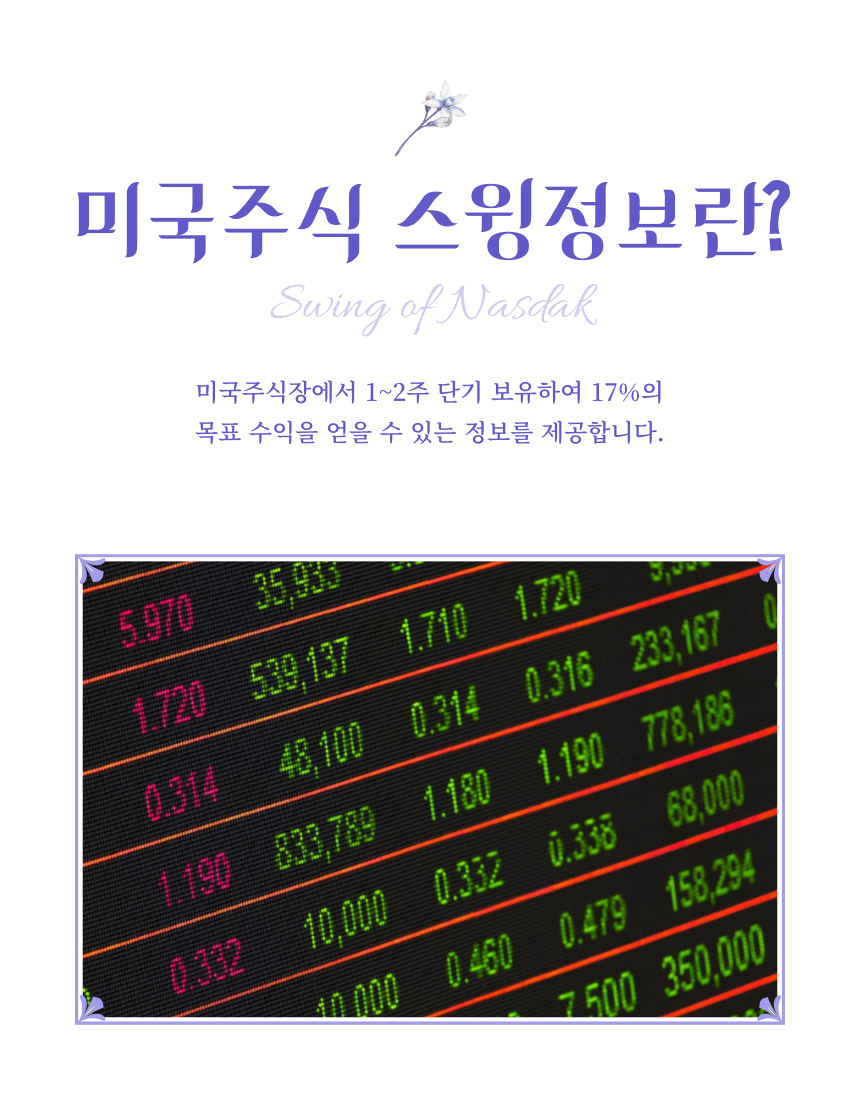 미국주식 스윙정보란?
Swing of Nasdak
미국주식장에서 1~2주 단기 보유하여 17%의
목표 수익을 얻을 수 있는 정보를 제공합니다.
35,933
5.970 539,137 1.710 1.720
1.720 48,100 0.314 0.316 233,167
0.314 833,789 1.180 1.190 778,186
1.190 10,000 0.332 0.338 68,000
0.332 10,000 0.460 0.479 158,294
7,500 350,000